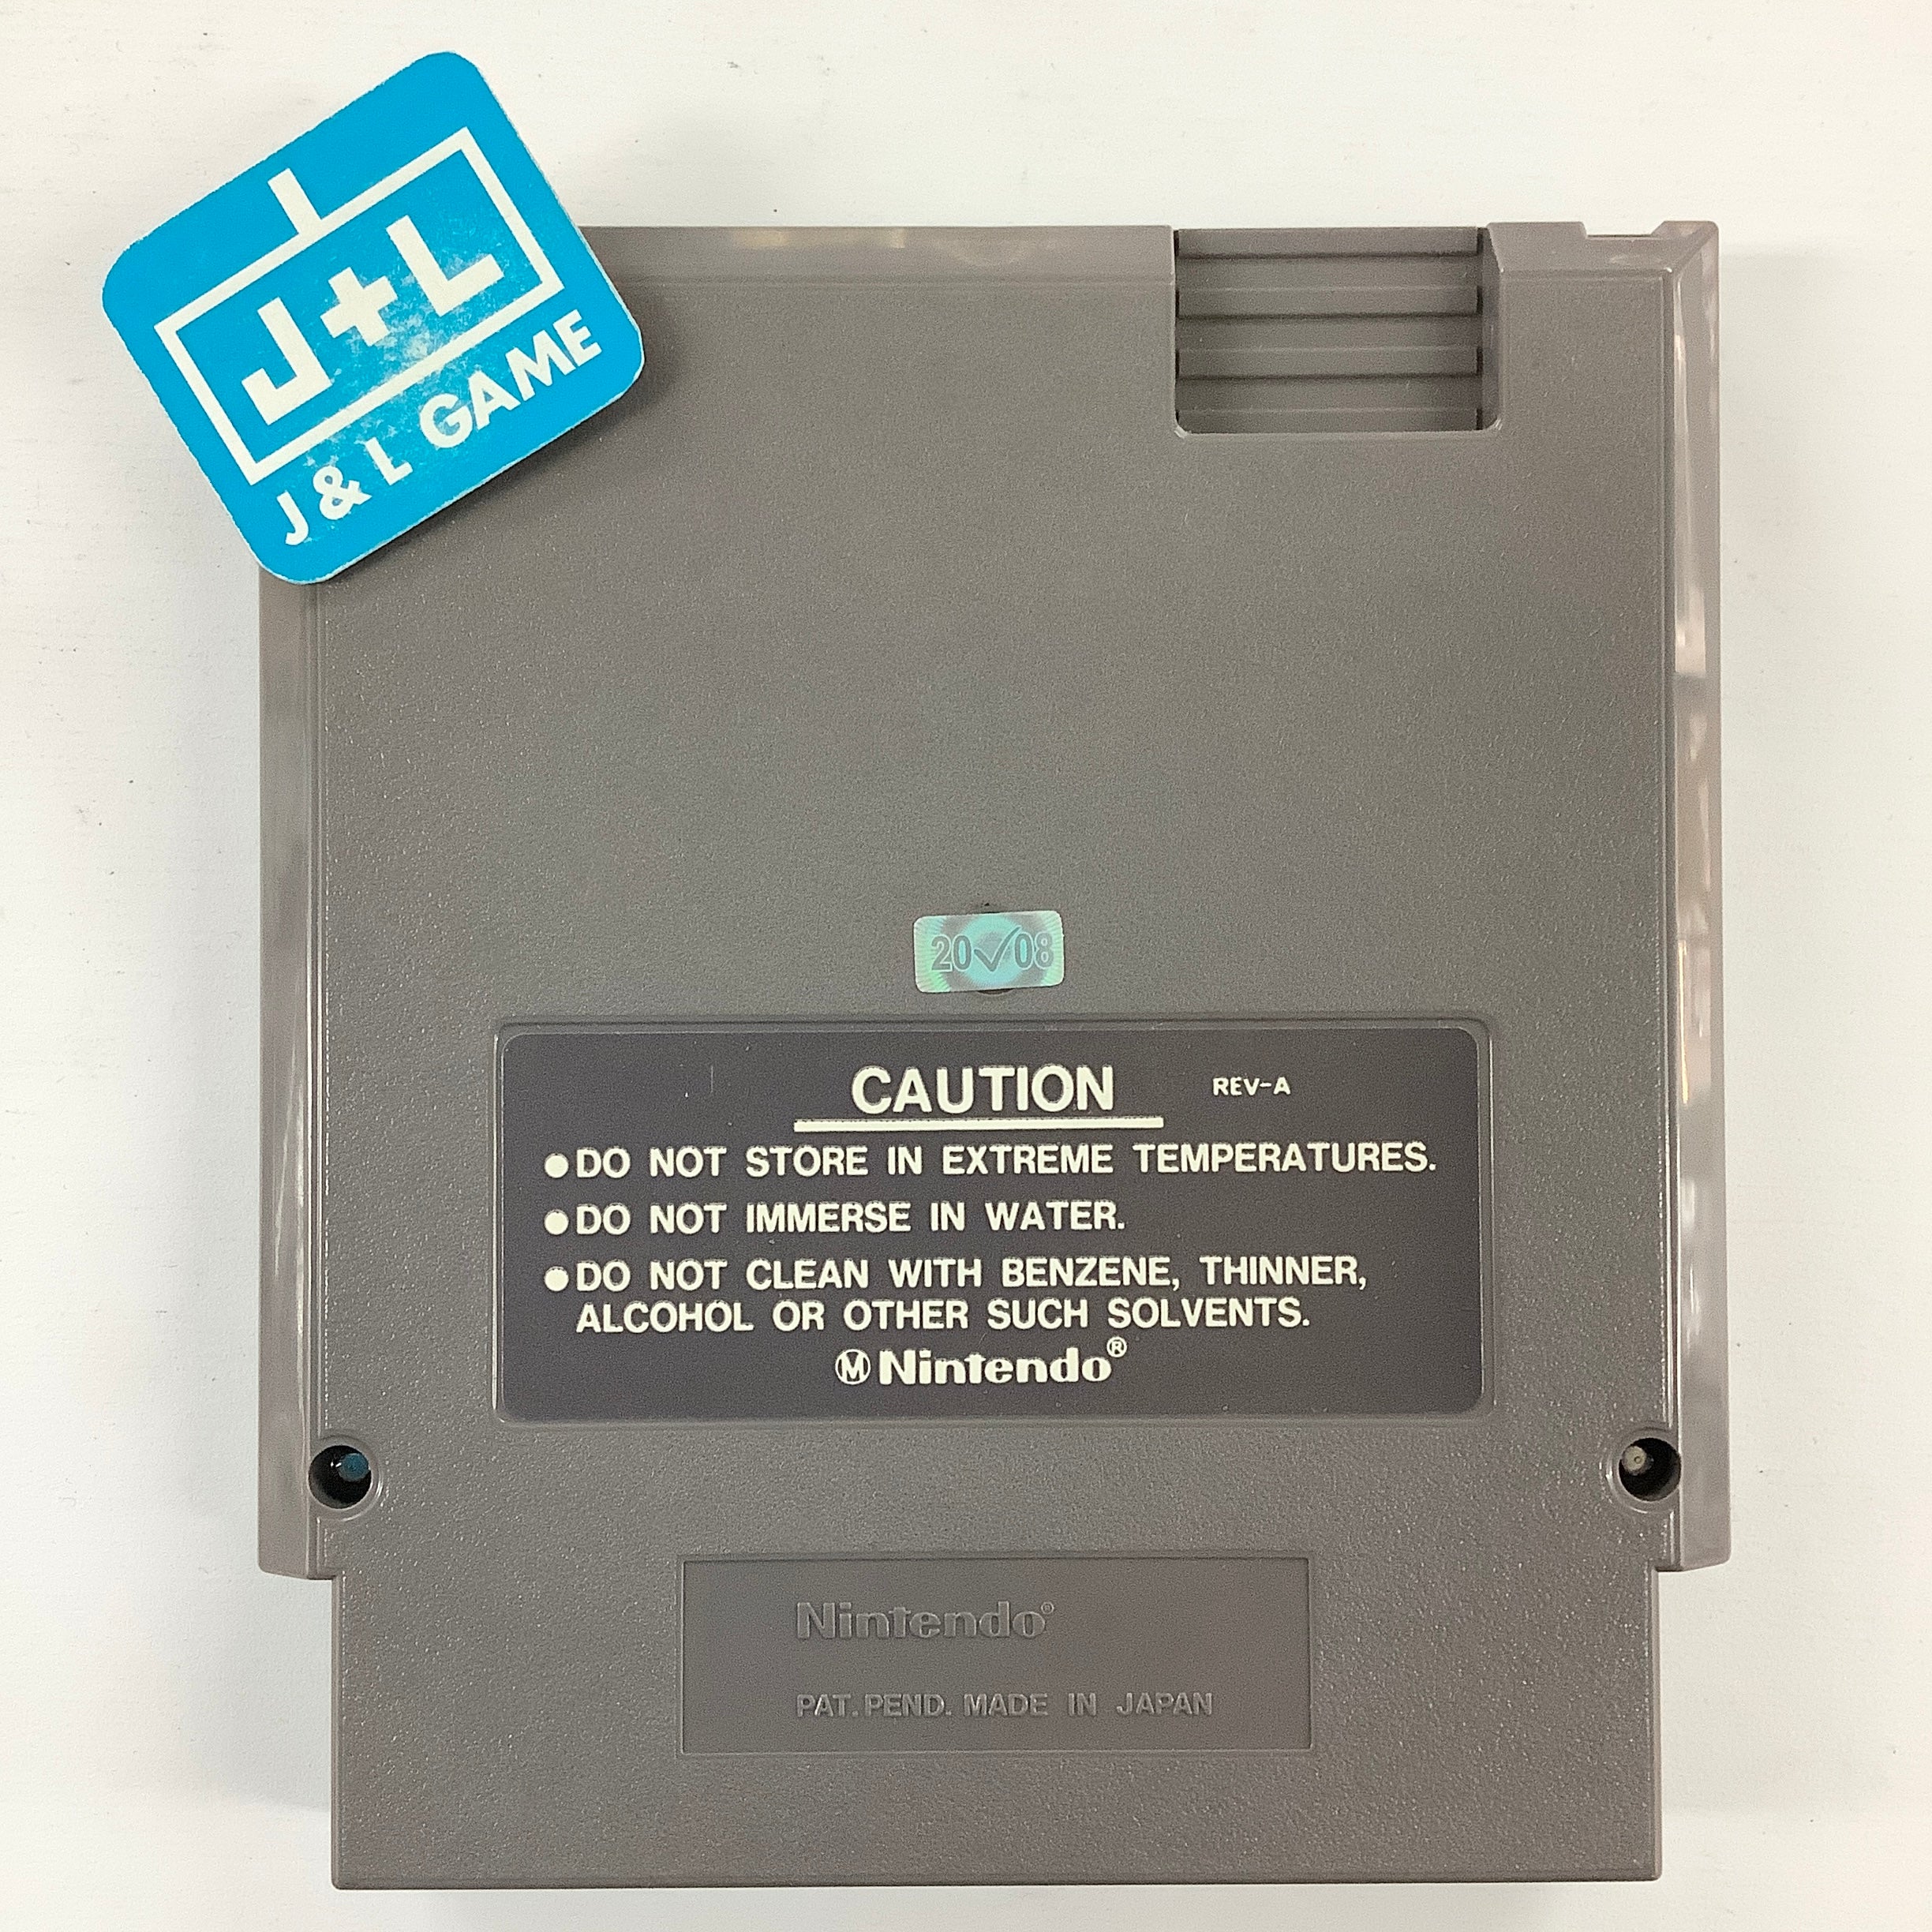 J+L
J & L GAME
20✓08
CAUTION REV-A
●DO NOT STORE IN EXTREME TEMPERATURES.
●DO NOT IMMERSE IN WATER.
●DO NOT CLEAN WITH BENZENE, THINNER,
ALCOHOL OR OTHER SUCH SOLVENTS.
Ⓜ Nintendo®
Nintendo®
PAT. PEND. MADE IN JAPAN